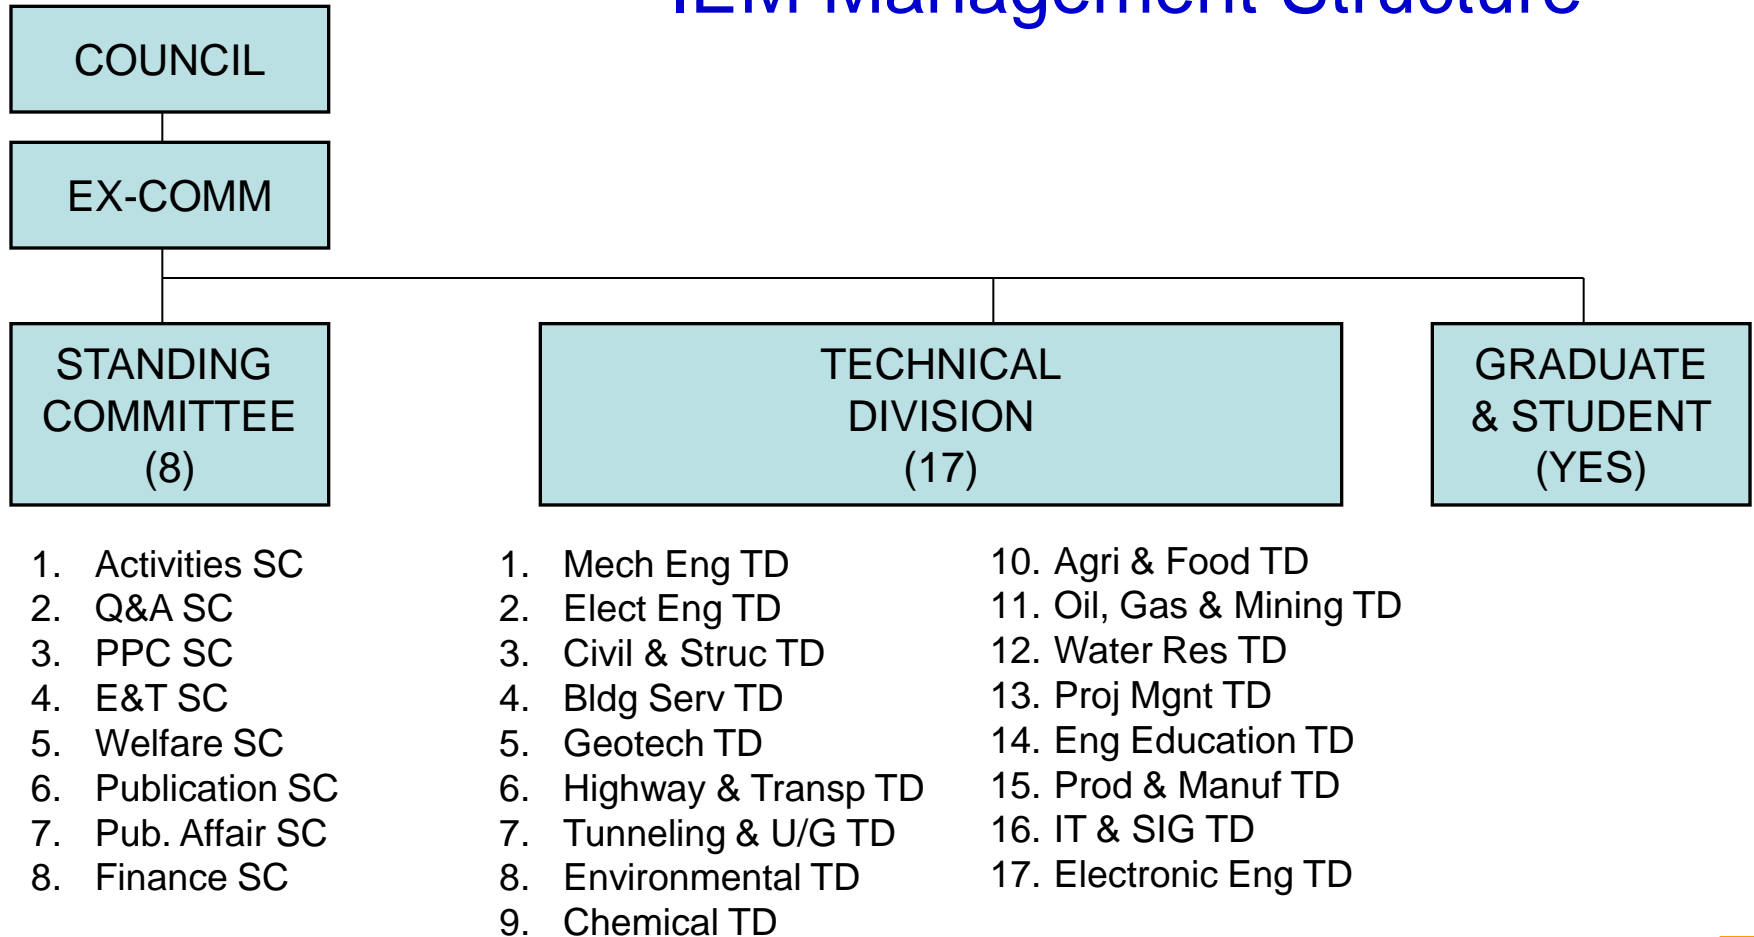 IEM Management Structure
COUNCIL
EX-COMM
STANDING
COMMITTEE
(8)
TECHNICAL
DIVISION
(17)
GRADUATE
& STUDENT
(YES)
1. Activities SC
2. Q&A SC
3. PPC SC
4. E&T SC
5. Welfare SC
6. Publication SC
7. Pub. Affair SC
8. Finance SC
1. Mech Eng TD
2. Elect Eng TD
3. Civil & Struc TD
4. Bldg Serv TD
5. Geotech TD
6. Highway & Transp TD
7. Tunneling & U/G TD
8. Environmental TD
9. Chemical TD
10. Agri & Food TD
11. Oil, Gas & Mining TD
12. Water Res TD
13. Proj Mgnt TD
14. Eng Education TD
15. Prod & Manuf TD
16. IT & SIG TD
17. Electronic Eng TD